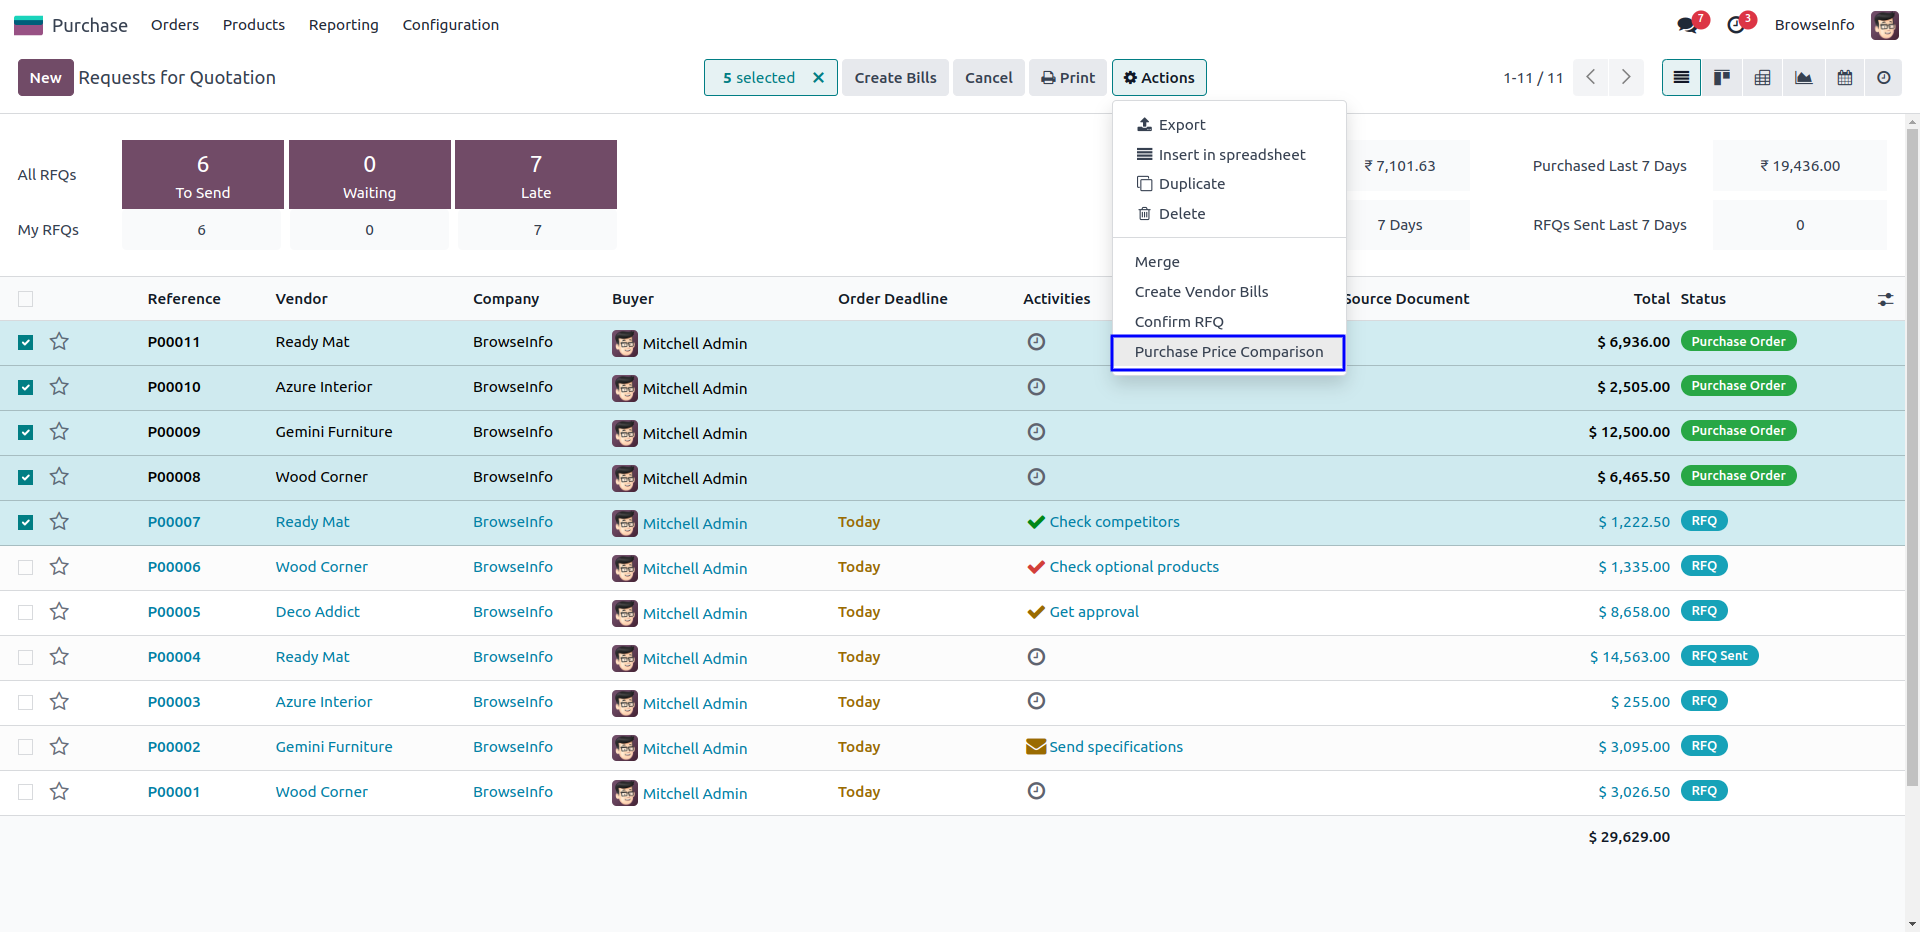 Purchase Orders Products Reporting Configuration 7 3 BrowseInfo
New Requests for Quotation 5 selected × Create Bills Cancel Print Actions 1-11 / 11
Export
Insert in spreadsheet
Duplicate
Delete
Merge
Create Vendor Bills
Confirm RFQ
Purchase Price Comparison
All RFQs 6 To Send 0 Waiting 7 Late ₹ 7,101.63 Purchased Last 7 Days ₹ 19,436.00
My RFQs 6 0 7 7 Days RFQs Sent Last 7 Days 0
Reference Vendor Company Buyer Order Deadline Activities Source Document Total Status
P00011 Ready Mat BrowseInfo Mitchell Admin $ 6,936.00 Purchase Order
P00010 Azure Interior BrowseInfo Mitchell Admin $ 2,505.00 Purchase Order
P00009 Gemini Furniture BrowseInfo Mitchell Admin $ 12,500.00 Purchase Order
P00008 Wood Corner BrowseInfo Mitchell Admin $ 6,465.50 Purchase Order
P00007 Ready Mat BrowseInfo Mitchell Admin Today Check competitors $ 1,222.50 RFQ
P00006 Wood Corner BrowseInfo Mitchell Admin Today Check optional products $ 1,335.00 RFQ
P00005 Deco Addict BrowseInfo Mitchell Admin Today Get approval $ 8,658.00 RFQ
P00004 Ready Mat BrowseInfo Mitchell Admin Today $ 14,563.00 RFQ Sent
P00003 Azure Interior BrowseInfo Mitchell Admin Today $ 255.00 RFQ
P00002 Gemini Furniture BrowseInfo Mitchell Admin Today Send specifications $ 3,095.00 RFQ
P00001 Wood Corner BrowseInfo Mitchell Admin Today $ 3,026.50 RFQ
$ 29,629.00